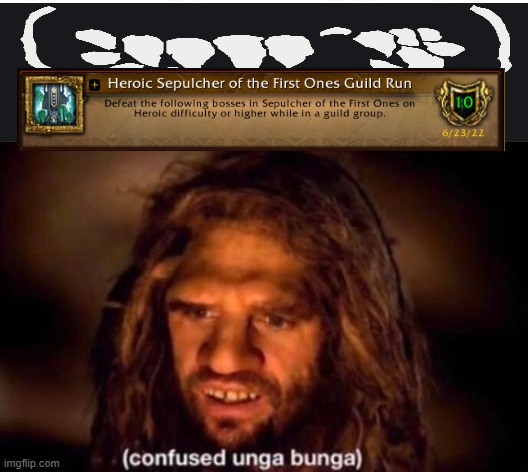 Heroic Sepulcher of the First Ones Guild Run
Defeat the following bosses in Sepulcher of the First Ones on
Heroic difficulty or higher while in a guild group.
10
6/23/22
(confused unga bunga)
imgflip.com